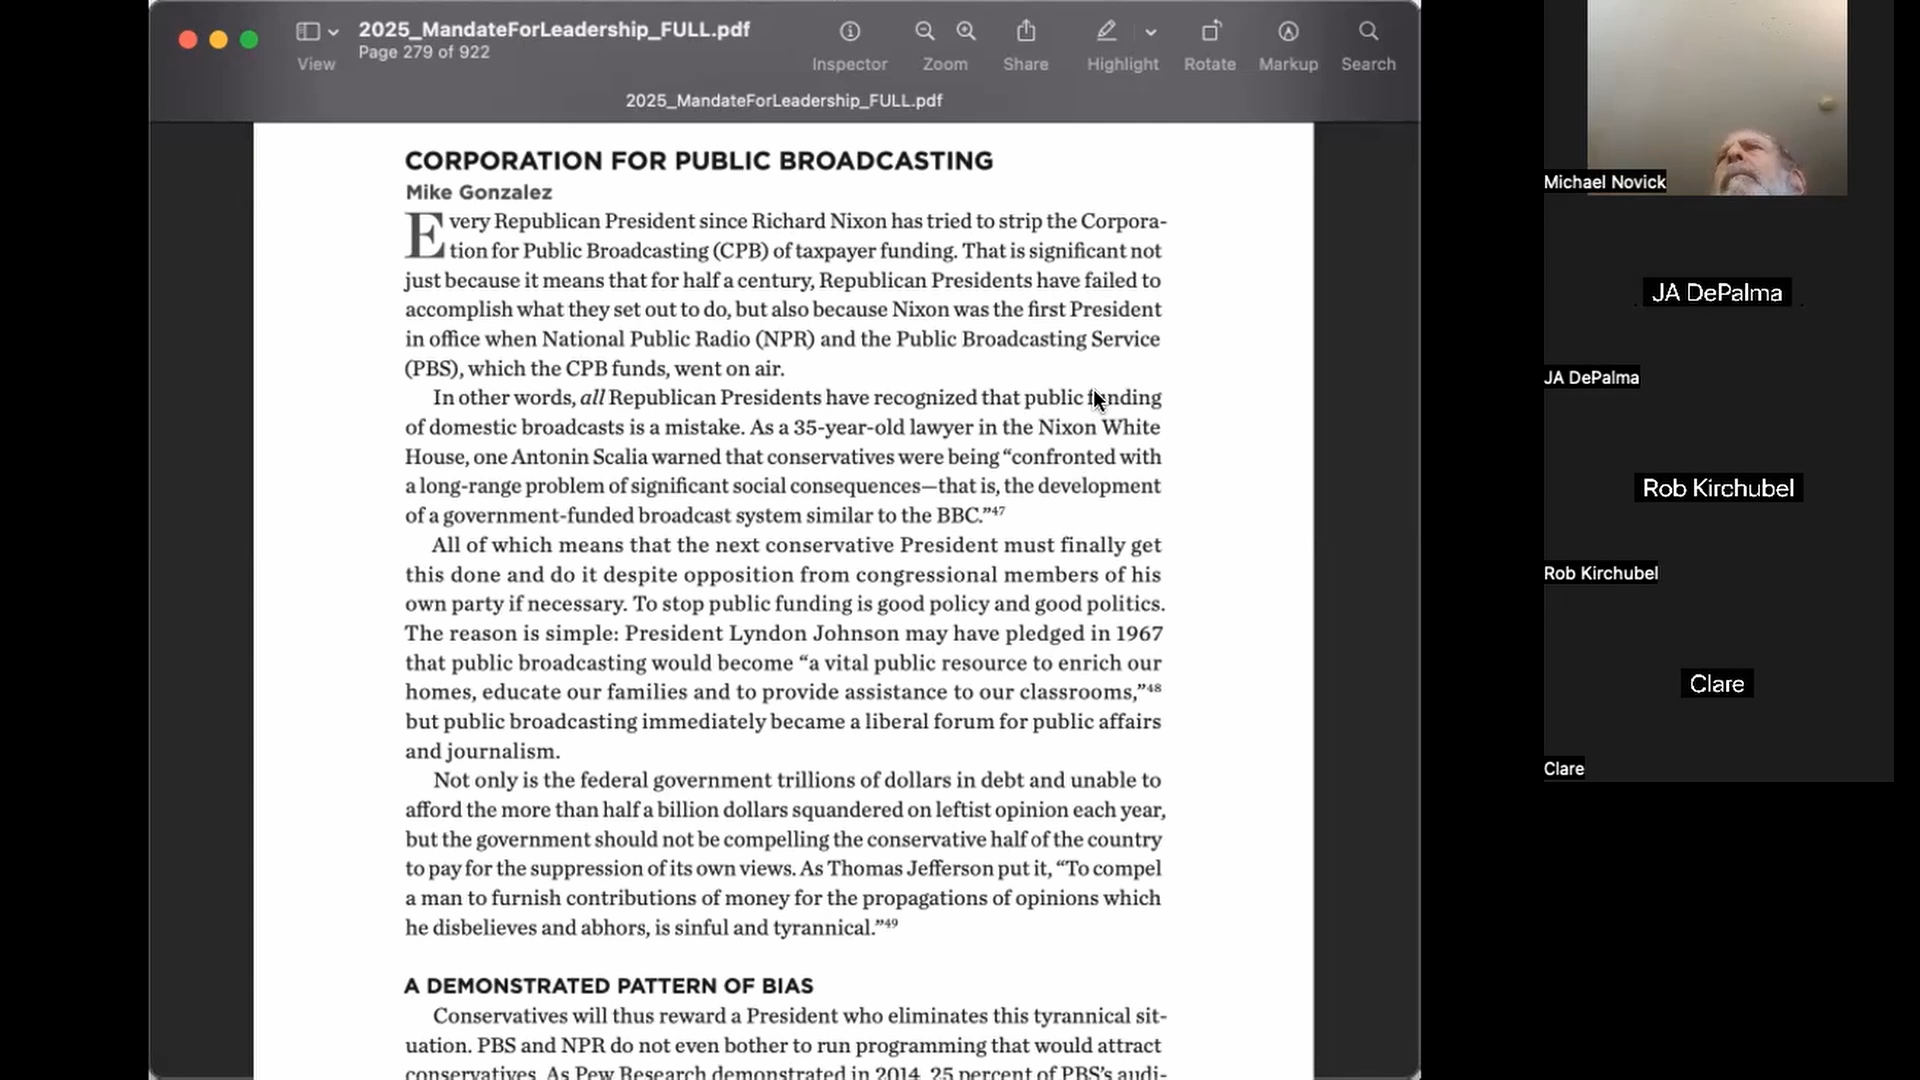 2025_MandateForLeadership_FULL.pdf
Page 279 of 922
View
Inspector
Zoom
Share
Highlight
Rotate
Markup
Search
2025_MandateForLeadership_FULL.pdf
CORPORATION FOR PUBLIC BROADCASTING
Mike Gonzalez
Every Republican President since Richard Nixon has tried to strip the Corpora-
tion for Public Broadcasting (CPB) of taxpayer funding. That is significant not
just because it means that for half a century, Republican Presidents have failed to
accomplish what they set out to do, but also because Nixon was the first President
in office when National Public Radio (NPR) and the Public Broadcasting Service
(PBS), which the CPB funds, went on air.
In other words, all Republican Presidents have recognized that public funding
of domestic broadcasts is a mistake. As a 35-year-old lawyer in the Nixon White
House, one Antonin Scalia warned that conservatives were being “confronted with
a long-range problem of significant social consequences—that is, the development
of a government-funded broadcast system similar to the BBC.”47
All of which means that the next conservative President must finally get
this done and do it despite opposition from congressional members of his
own party if necessary. To stop public funding is good policy and good politics.
The reason is simple: President Lyndon Johnson may have pledged in 1967
that public broadcasting would become “a vital public resource to enrich our
homes, educate our families and to provide assistance to our classrooms,”48
but public broadcasting immediately became a liberal forum for public affairs
and journalism.
Not only is the federal government trillions of dollars in debt and unable to
afford the more than half a billion dollars squandered on leftist opinion each year,
but the government should not be compelling the conservative half of the country
to pay for the suppression of its own views. As Thomas Jefferson put it, “To compel
a man to furnish contributions of money for the propagations of opinions which
he disbelieves and abhors, is sinful and tyrannical.”49
A DEMONSTRATED PATTERN OF BIAS
Conservatives will thus reward a President who eliminates this tyrannical sit-
uation. PBS and NPR do not even bother to run programming that would attract
conservatives. As Pew Research demonstrated in 2014, 25 percent of PBS’s audi-
Michael Novick
JA DePalma
JA DePalma
Rob Kirchubel
Rob Kirchubel
Clare
Clare